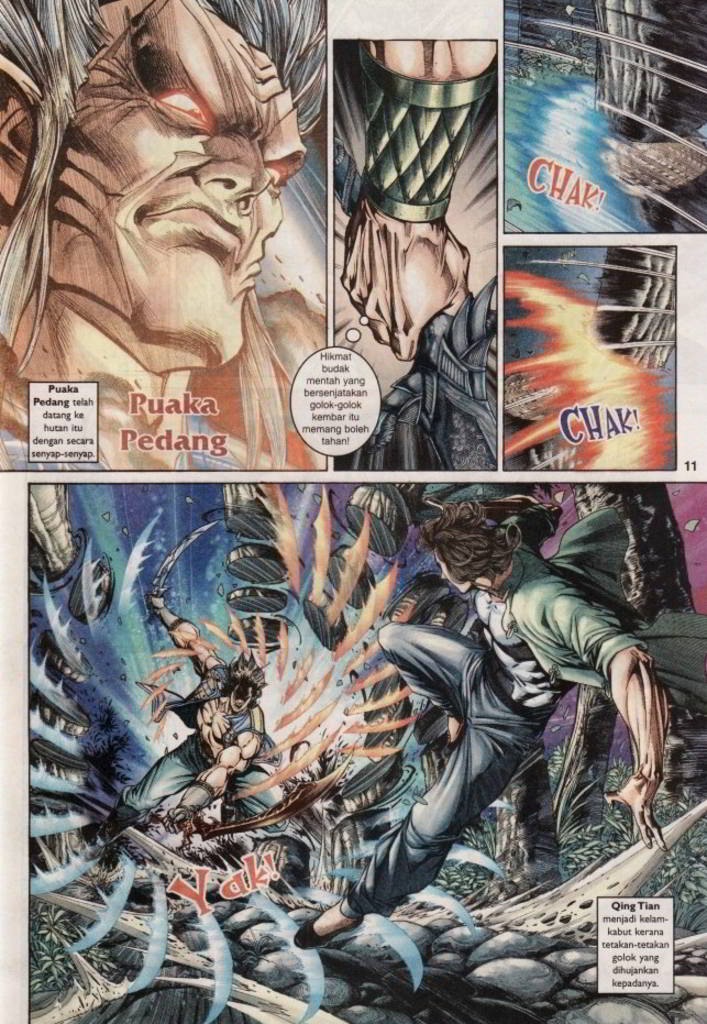 Puaka
Pedang telah
datang ke
hutan itu
dengan secara
senyap-senyap.
Puaka
Pedang
Hikmat
budak
mentah yang
bersenjatakan
golok-golok
kembar itu
memang boleh
tahan!
CHAK!
CHAK!
11
Yak!
Qing Tian
menjadi kelam-
kabut kerana
tetakan-tetakan
golok yang
dihujankan
kepadanya.